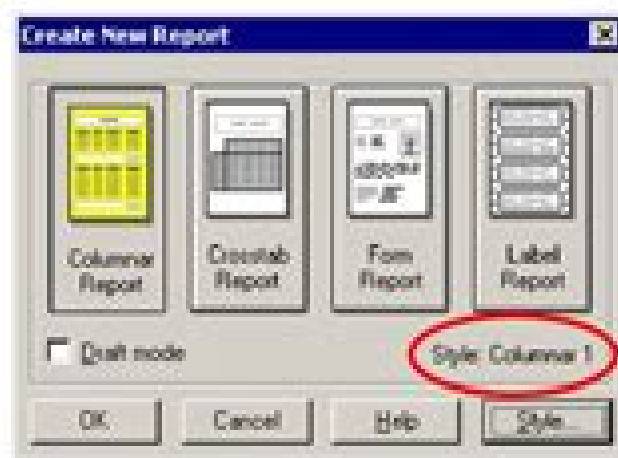 Create New Report
Columnar Report
Crosstab Report
Form Report
Label Report
Draft mode
Style: Columnar 1
OK
Cancel
Help
Style...